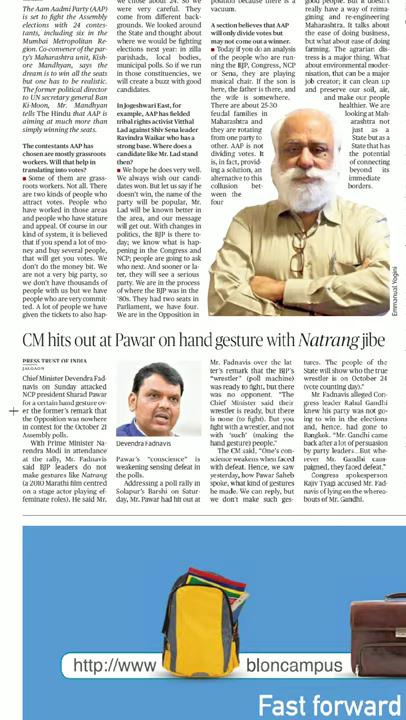 The Aam Aadmi Party (AAP)
is set to fight the Assembly
elections with 24 contes-
tants, including six in
the Mumbai Metropolitan Re-
gion. Co-convener of the par-
ty's Maharashtra unit, Kish-
ore Mandhyan, says the
dream is to win all the seats
but one has to be realistic.
The former political director
to UN secretary general Ban
Ki-Moon, Mr. Mandhyan
tells The Hindu that AAP is
aiming at much more than
simply winning seats.
The contestants AAP has
chosen are mostly grassroots
workers. Will that help in
translating into votes?
■ Some of them are grass-
roots workers. Not all. There
are two kinds of people who
attract votes. People who
have worked in those areas
and people who have stature
and appeal. Of course in our
kind of system, it is believed
that if you spend a lot of mo-
ney and buy several people,
that will get you votes. We
don't do the money bit. We
are not a very big party, so
we don't have thousands of
people with us but we have
people who are very commit-
ted. A lot of people we have
given the tickets to also hap-
we chose about 24. So we
were very careful. They
come from different back-
grounds. We looked around
the State and thought about
where we would be fighting
elections next year: in zilla
parishads, local bodies,
municipal polls. So if we run
in those constituencies, we
will create a buzz with good
candidates.
In Jogeshwari East, for
example, AAP has fielded
tribal rights activist Vitthal
Lad against Shiv Sena leader
Ravindra Waikar who has a
strong base. Where does a
candidate like Mr. Lad stand
then?
■ We hope he does very well.
We always wish our candi-
dates won. But let us say if he
doesn't win, the name of the
party will be popular, Mr.
Lad will be known better in
the area, and our message
will get out. With changes in
politics, the BJP is there to-
day; we know what is hap-
pening in the Congress and
NCP; people are going to ask
who next. And sooner or la-
ter, they will see a serious
party. We are in the process
of where the BJP was in the
'80s. They had two seats in
Parliament, we have four.
We are in the Opposition in
position because there is a
vacuum.
A section believes that AAP
will only divide votes but
may not come out a winner.
■ Today if you do an analysis
of the people who are run-
ning the BJP, Congress, NCP
or Sena, they are playing
musical chair. If the son is
here, the father is there, and
the wife is somewhere.
There are about 25-30
feudal families in
Maharashtra and
they are rotating
from one party to
other. AAP is not
dividing votes. It
is, in fact, provid-
ing a solution, an
alternative to this
collusion bet-
ween the
four
good people. But it doesn't
really have a way of reima-
gining and re-engineering
Maharashtra. It talks about
the ease of doing business,
but what about ease of doing
farming. The agrarian dis-
tress is a major thing. What
about environmental moder-
nisation, that can be a major
job creator; it can clean up
and preserve our soil, air,
and make our people
healthier. We are
looking at Mah-
arashtra not
just as a
State but as a
State that has
the potential
of connecting
beyond its
immediate
borders.
Emmanual Yogini
CM hits out at Pawar on hand gesture with Natrang jibe
PRESS TRUST OF INDIA
JALGAON
Chief Minister Devendra Fad-
navis on Sunday attacked
NCP president Sharad Pawar
for a certain hand gesture ov-
er the former's remark that
the Opposition was nowhere
in contest for the October 21
Assembly polls.
With Prime Minister Na-
rendra Modi in attendance
at the rally, Mr. Fadnavis
said BJP leaders do not
make gestures like Natrang
(a 2010 Marathi film centred
on a stage actor playing ef-
feminate roles). He said Mr.
Devendra Fadnavis
Pawar's "conscience" is
weakening sensing defeat in
the polls.
Addressing a poll rally in
Solapur's Barshi on Satur-
day, Mr. Pawar had hit out at
Mr. Fadnavis over the lat
ter's remark that the BJP's
"wrestler" (poll machine)
was ready to fight, but there
was no opponent. "The
Chief Minister said their
wrestler is ready, but there
is none (to fight). But you
fight with a wrestler, and not
with 'such' (making the
hand gesture) people."
The CM said, "One's con-
science weakens when faced
with defeat. Hence, we saw
yesterday, how Pawar Saheb
spoke, what kind of gestures
he made. We can reply, but
we don't make such ges-
tures. The people of the
State will show who the true
wrestler is on October 24
(vote counting day)."
Mr. Fadnavis alleged Con-
gress leader Rahul Gandhi
knew his party was not go-
ing to win in the elections
and, hence, had gone to
Bangkok. "Mr. Gandhi came
back after a lot of persuasion
by party leaders...But whe-
rever Mr. Gandhi cam-
paigned, they faced defeat."
Congress spokesperson
Rajiv Tyagi accused Mr. Fad-
navis of lying on the wherea-
bouts of Mr. Gandhi.
http://www bloncampus
Fast forward